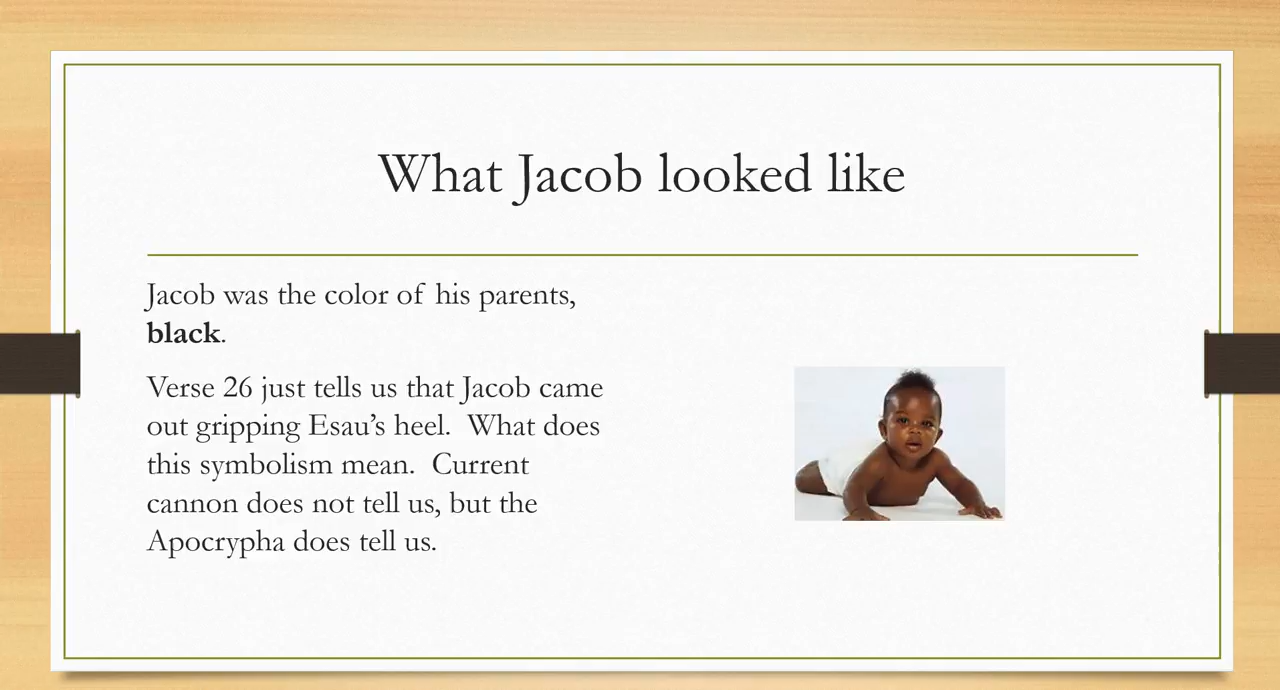 What Jacob looked like
Jacob was the color of his parents,
black.
Verse 26 just tells us that Jacob came
out gripping Esau’s heel.  What does
this symbolism mean.  Current
cannon does not tell us, but the
Apocrypha does tell us.